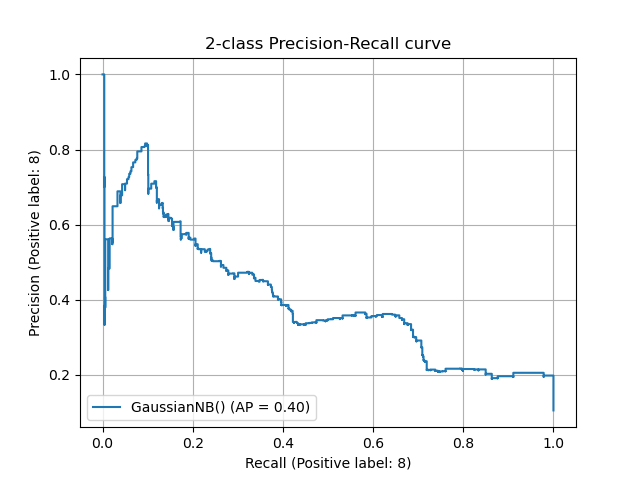 2-class Precision-Recall curve
1.0
0.8
0.6
0.4
0.2
Precision (Positive label: 8)
GaussianNB() (AP = 0.40)
0.0
0.2
0.4
0.6
0.8
1.0
Recall (Positive label: 8)